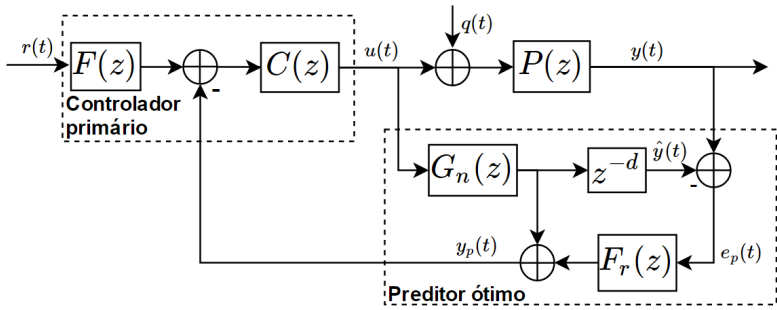 r(t)
F(z)
-
C(z)
u(t)
q(t)
P(z)
y(t)
Controlador
primário
G_n(z)
z^{-d}
ŷ(t)
-
y_p(t)
F_r(z)
e_p(t)
Preditor ótimo